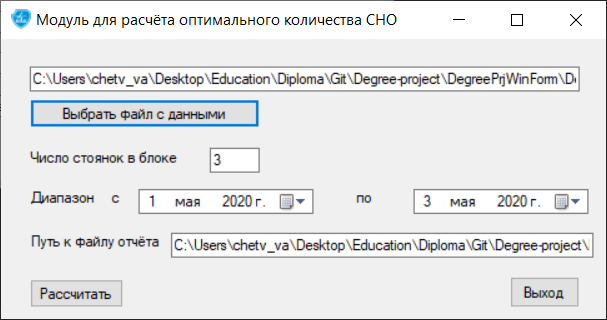 Модуль для расчёта оптимального количества СНО
C:\Users\chetv_va\Desktop\Education\Diploma\Git\Degree-project\DegreePrjWinForm\De
Выбрать файл с данными
Число стоянок в блоке 3
Диапазон с 1 мая 2020 г. по 3 мая 2020 г.
Путь к файлу отчёта C:\Users\chetv_va\Desktop\Education\Diploma\Git\Degree-project\
Рассчитать Выход